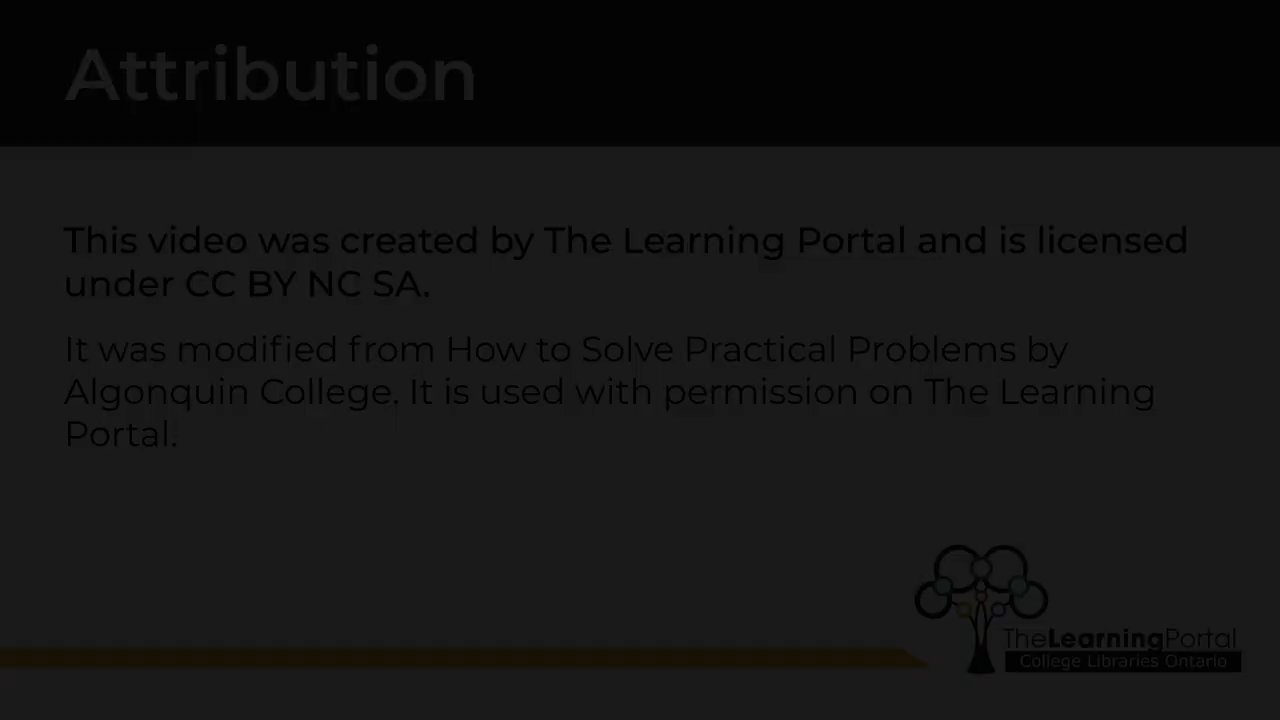 Attribution
This video was created by The Learning Portal and is licensed
under CC BY NC SA.
It was modified from How to Solve Practical Problems by
Algonquin College. It is used with permission on The Learning
Portal.
TheLearningPortal
College Libraries Ontario